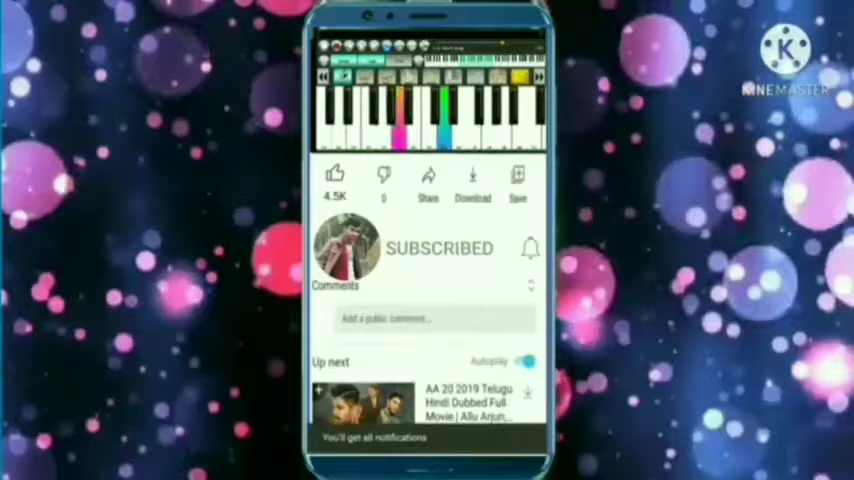 KINEMASTER
4.5K
0
Share
Download
Save
SUBSCRIBED
Comments
Add a public comment...
Up next
Autoplay
AA 20 2019 Telugu
Hindi Dubbed Full
Movie | Allu Arjun...
You'll get all notifications